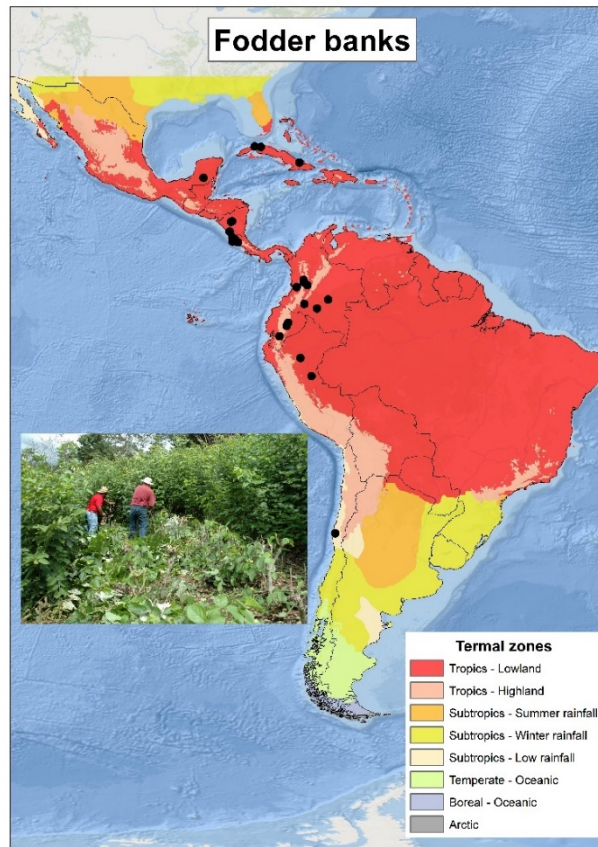 Fodder banks
Termal zones
Tropics - Lowland
Tropics - Highland
Subtropics - Summer rainfall
Subtropics - Winter rainfall
Subtropics - Low rainfall
Temperate - Oceanic
Boreal - Oceanic
Arctic